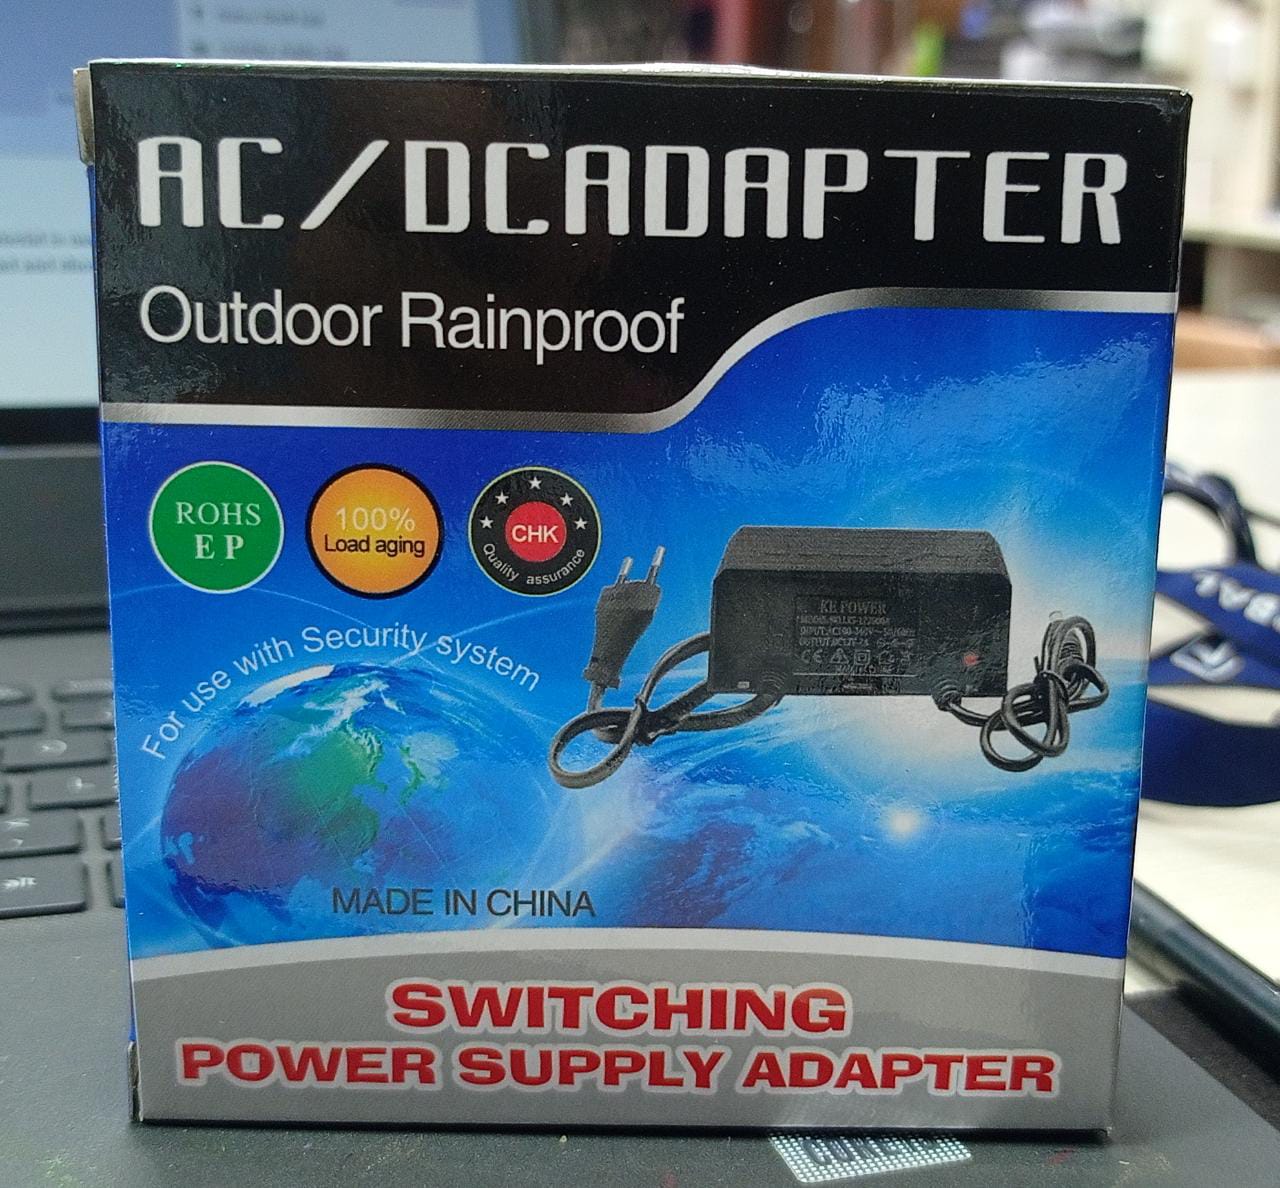 AC/DCADAPTER
Outdoor Rainproof
ROHS
EP
100%
Load aging
CHK
Quality assurance
For use with Security system
KE POWER
MADE IN CHINA
SWITCHING
POWER SUPPLY ADAPTER